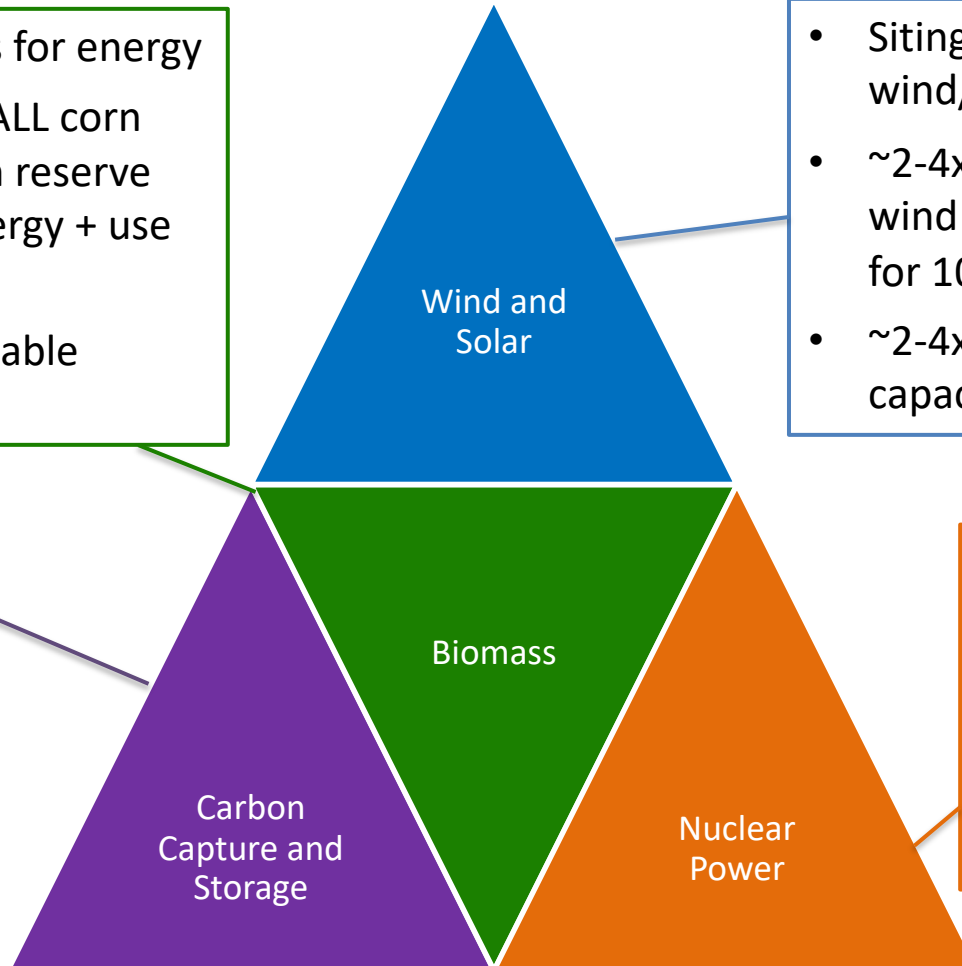 s for energy
ALL corn
n reserve
ergy + use
able
• Siting
wind/
• ~2-4x
wind
for 10
• ~2-4x
capac
Wind and
Solar
Biomass
Carbon
Capture and
Storage
Nuclear
Power